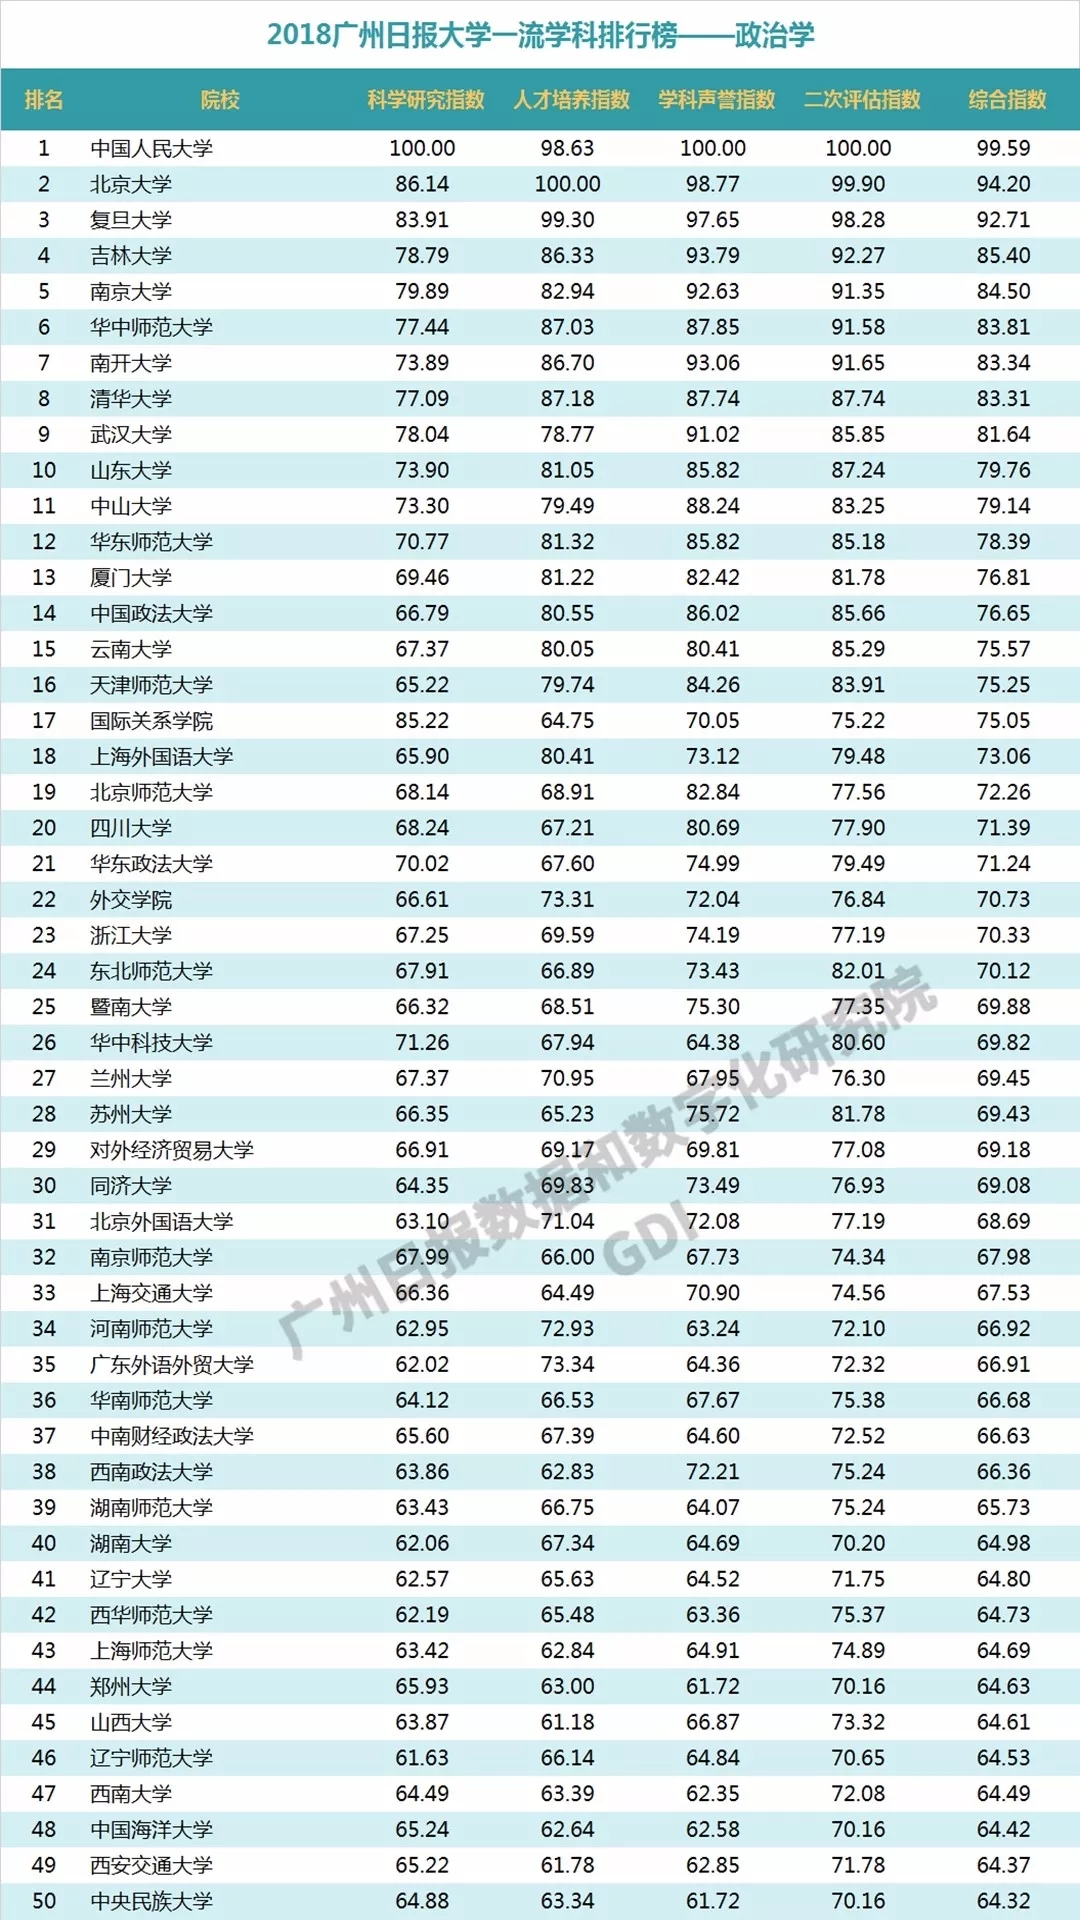 2018广州日报大学一流学科排行榜——政治学
排名 院校 科学研究指数 人才培养指数 学科声誉指数 二次评估指数 综合指数
1 中国人民大学 100.00 98.63 100.00 100.00 99.59
2 北京大学 86.14 100.00 98.77 99.90 94.20
3 复旦大学 83.91 99.30 97.65 98.28 92.71
4 吉林大学 78.79 86.33 93.79 92.27 85.40
5 南京大学 79.89 82.94 92.63 91.35 84.50
6 华中师范大学 77.44 87.03 87.85 91.58 83.81
7 南开大学 73.89 86.70 93.06 91.65 83.34
8 清华大学 77.09 87.18 87.74 87.74 83.31
9 武汉大学 78.04 78.77 91.02 85.85 81.64
10 山东大学 73.90 81.05 85.82 87.24 79.76
11 中山大学 73.30 79.49 88.24 83.25 79.14
12 华东师范大学 70.77 81.32 85.82 85.18 78.39
13 厦门大学 69.46 81.22 82.42 81.78 76.81
14 中国政法大学 66.79 80.55 86.02 85.66 76.65
15 云南大学 67.37 80.05 80.41 85.29 75.57
16 天津师范大学 65.22 79.74 84.26 83.91 75.25
17 国际关系学院 85.22 64.75 70.05 75.22 75.05
18 上海外国语大学 65.90 80.41 73.12 79.48 73.06
19 北京师范大学 68.14 68.91 82.84 77.56 72.26
20 四川大学 68.24 67.21 80.69 77.90 71.39
21 华东政法大学 70.02 67.60 74.99 79.49 71.24
22 外交学院 66.61 73.31 72.04 76.84 70.73
23 浙江大学 67.25 69.59 74.19 77.19 70.33
24 东北师范大学 67.91 66.89 73.43 82.01 70.12
25 暨南大学 66.32 68.51 75.30 77.35 69.88
26 华中科技大学 71.26 67.94 64.38 80.60 69.82
27 兰州大学 67.37 70.95 67.95 76.30 69.45
28 苏州大学 66.35 65.23 75.72 81.78 69.43
29 对外经济贸易大学 66.91 69.17 69.81 77.08 69.18
30 同济大学 64.35 69.83 73.49 76.93 69.08
31 北京外国语大学 63.10 71.04 72.08 77.19 68.69
32 南京师范大学 67.99 66.00 67.73 74.34 67.98
33 上海交通大学 66.36 64.49 70.90 74.56 67.53
34 河南师范大学 62.95 72.93 63.24 72.10 66.92
35 广东外语外贸大学 62.02 73.34 64.36 72.32 66.91
36 华南师范大学 64.12 66.53 67.67 75.38 66.68
37 中南财经政法大学 65.60 67.39 64.60 72.52 66.63
38 西南政法大学 63.86 62.83 72.21 75.24 66.36
39 湖南师范大学 63.43 66.75 64.07 75.24 65.73
40 湖南大学 62.06 67.34 64.69 70.20 64.98
41 辽宁大学 62.57 65.63 64.52 71.75 64.80
42 西华师范大学 62.19 65.48 63.36 75.37 64.73
43 上海师范大学 63.42 62.84 64.91 74.89 64.69
44 郑州大学 65.93 63.00 61.72 70.16 64.63
45 山西大学 63.87 61.18 66.87 73.32 64.61
46 辽宁师范大学 61.63 66.14 64.84 70.65 64.53
47 西南大学 64.49 63.39 62.35 72.08 64.49
48 中国海洋大学 65.24 62.64 62.58 70.16 64.42
49 西安交通大学 65.22 61.78 62.85 71.78 64.37
50 中央民族大学 64.88 63.34 61.72 70.16 64.32
广州日报数据和数字化研究院
GDI